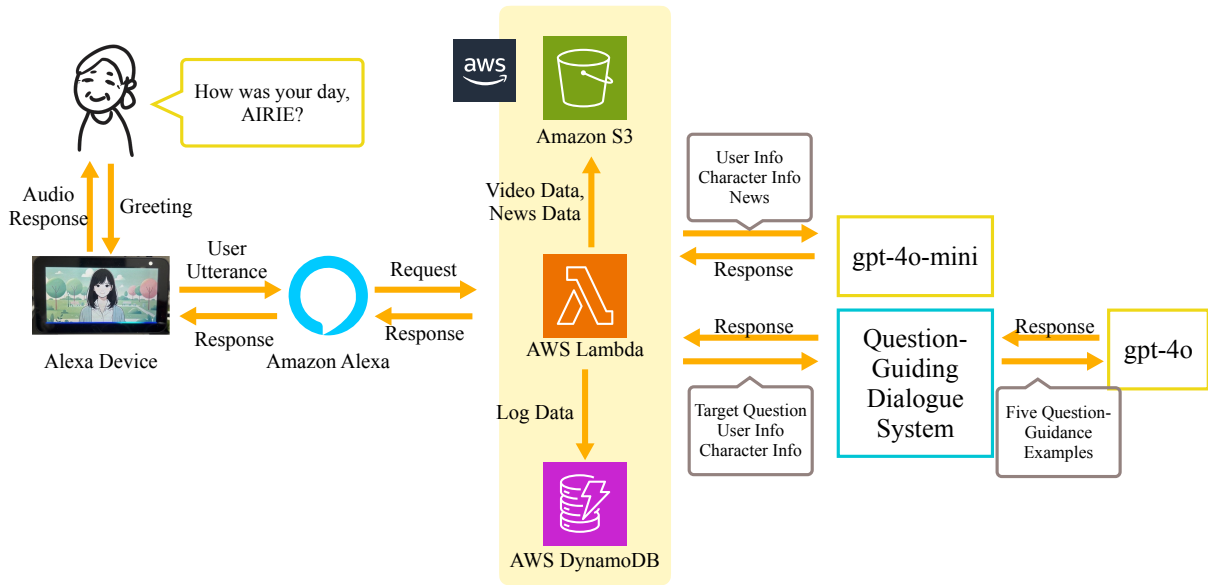 How was your day,
AIRIE?
Audio
Response
Greeting
Alexa Device
User
Utterance
Response
Amazon Alexa
Request
Response
aws
Amazon S3
Video Data,
News Data
AWS Lambda
Log Data
AWS DynamoDB
User Info
Character Info
News
Response
gpt-4o-mini
Response
Target Question
User Info
Character Info
Question-
Guiding
Dialogue
System
Response
Five Question-
Guidance
Examples
gpt-4o